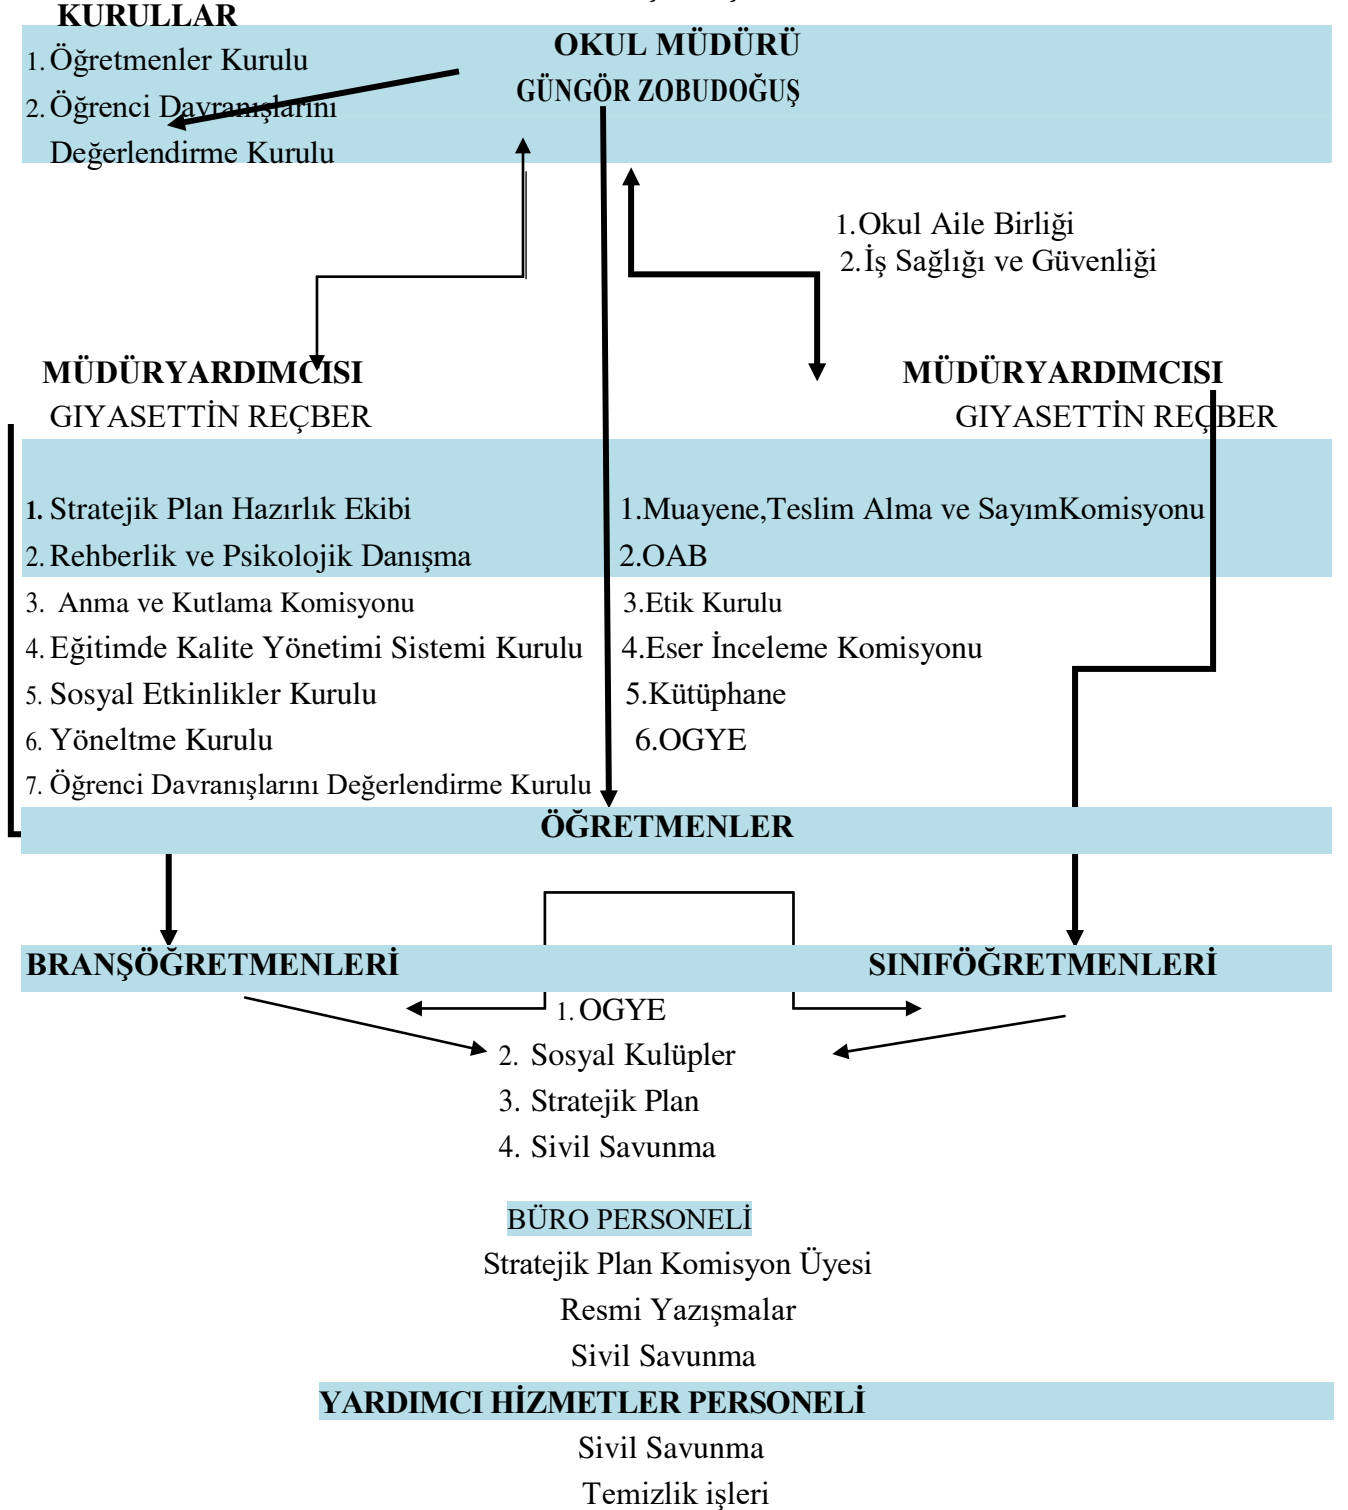 KURULLAR
OKUL MÜDÜRÜ
1. Öğretmenler Kurulu
GÜNGÖR ZOBUDOĞUŞ
2. Öğrenci Davranışlarını
Değerlendirme Kurulu
1.Okul Aile Birliği
2.İş Sağlığı ve Güvenliği
MÜDÜRYARDIMCISI
MÜDÜRYARDIMCISI
GIYASETTİN REÇBER
GIYASETTİN REÇBER
1. Stratejik Plan Hazırlık Ekibi
1.Muayene,Teslim Alma ve SayımKomisyonu
2. Rehberlik ve Psikolojik Danışma
2.OAB
3. Anma ve Kutlama Komisyonu
3.Etik Kurulu
4. Eğitimde Kalite Yönetimi Sistemi Kurulu
4.Eser İnceleme Komisyonu
5. Sosyal Etkinlikler Kurulu
5.Kütüphane
6. Yöneltme Kurulu
6.OGYE
7. Öğrenci Davranışlarını Değerlendirme Kurulu
ÖĞRETMENLER
BRANŞÖĞRETMENLERİ
SINIFÖĞRETMENLERİ
1. OGYE
2. Sosyal Kulüpler
3. Stratejik Plan
4. Sivil Savunma
BÜRO PERSONELİ
Stratejik Plan Komisyon Üyesi
Resmi Yazışmalar
Sivil Savunma
YARDIMCI HİZMETLER PERSONELİ
Sivil Savunma
Temizlik işleri